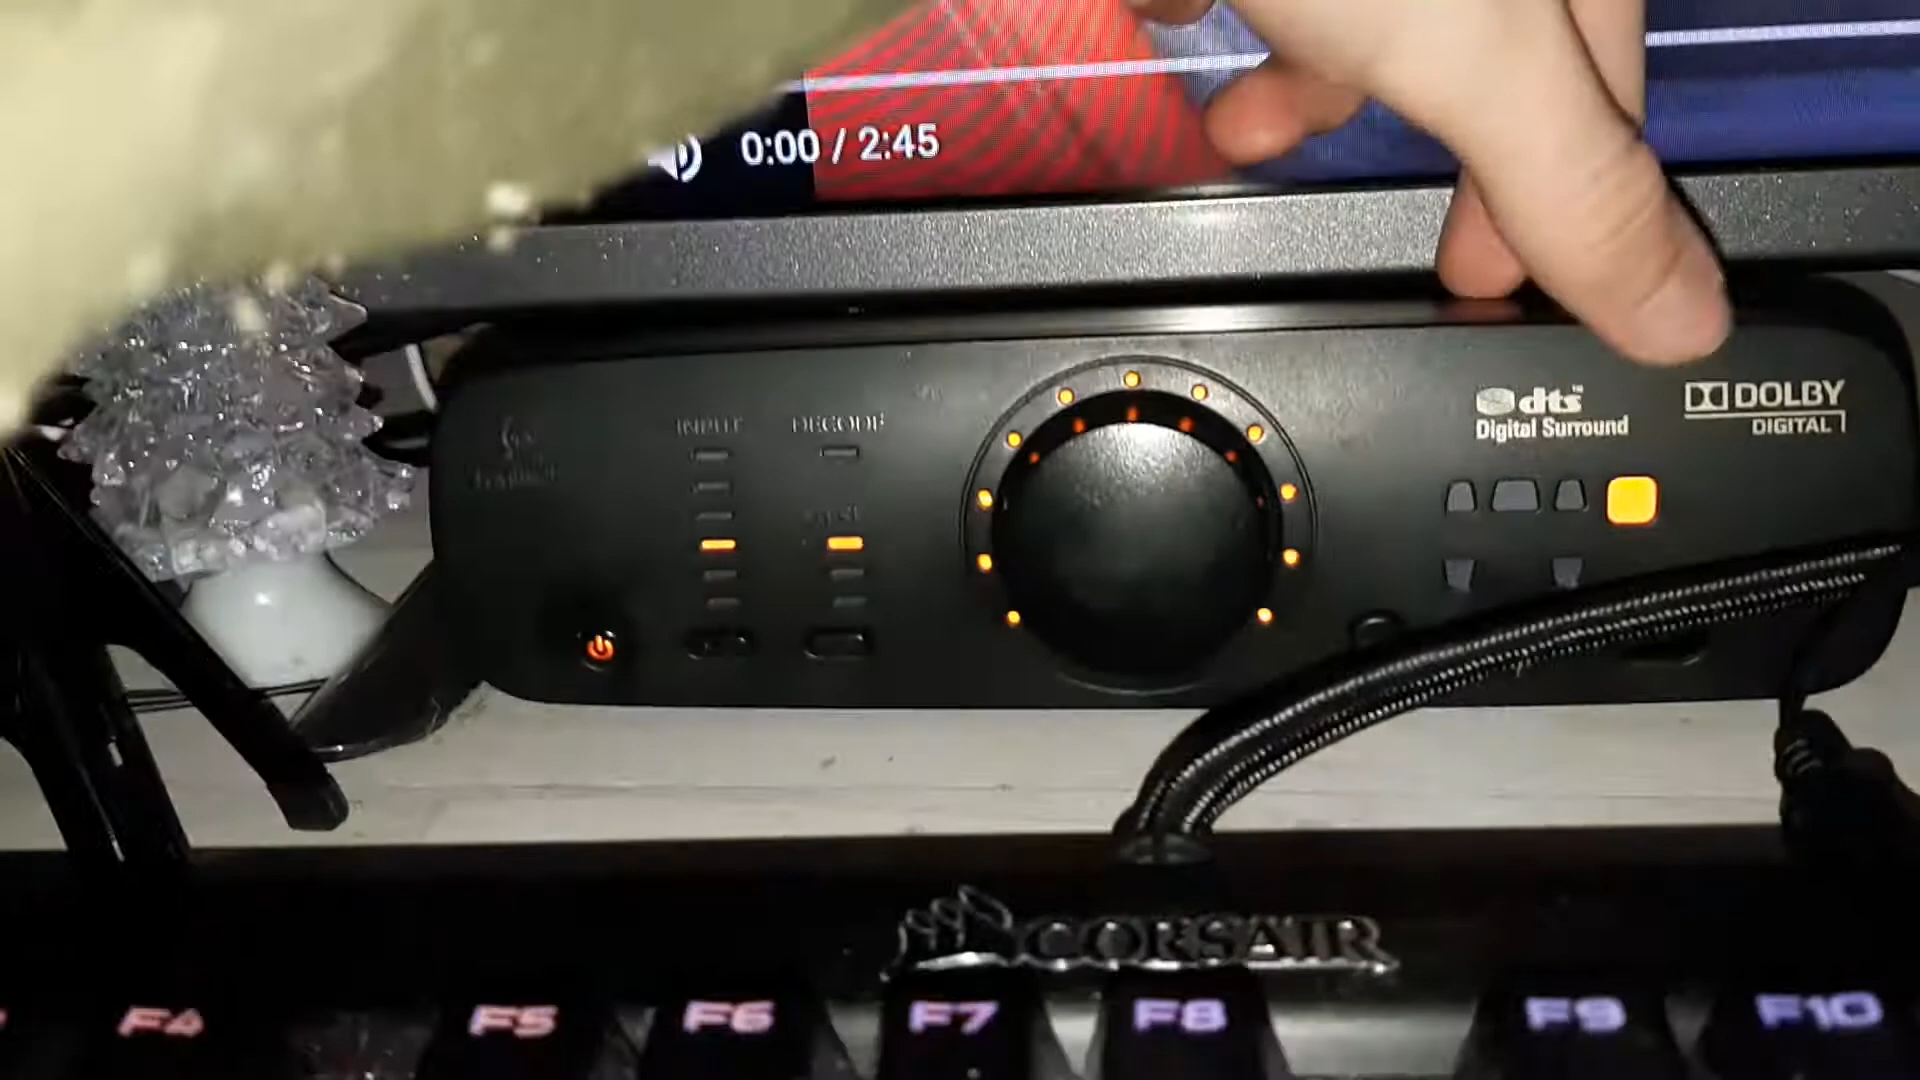 0:00 / 2:45
INPUT
DECODE
dts
Digital Surround
DOLBY
DIGITAL
CORSAIR
F4
F5
F6
F7
F8
F9
F10